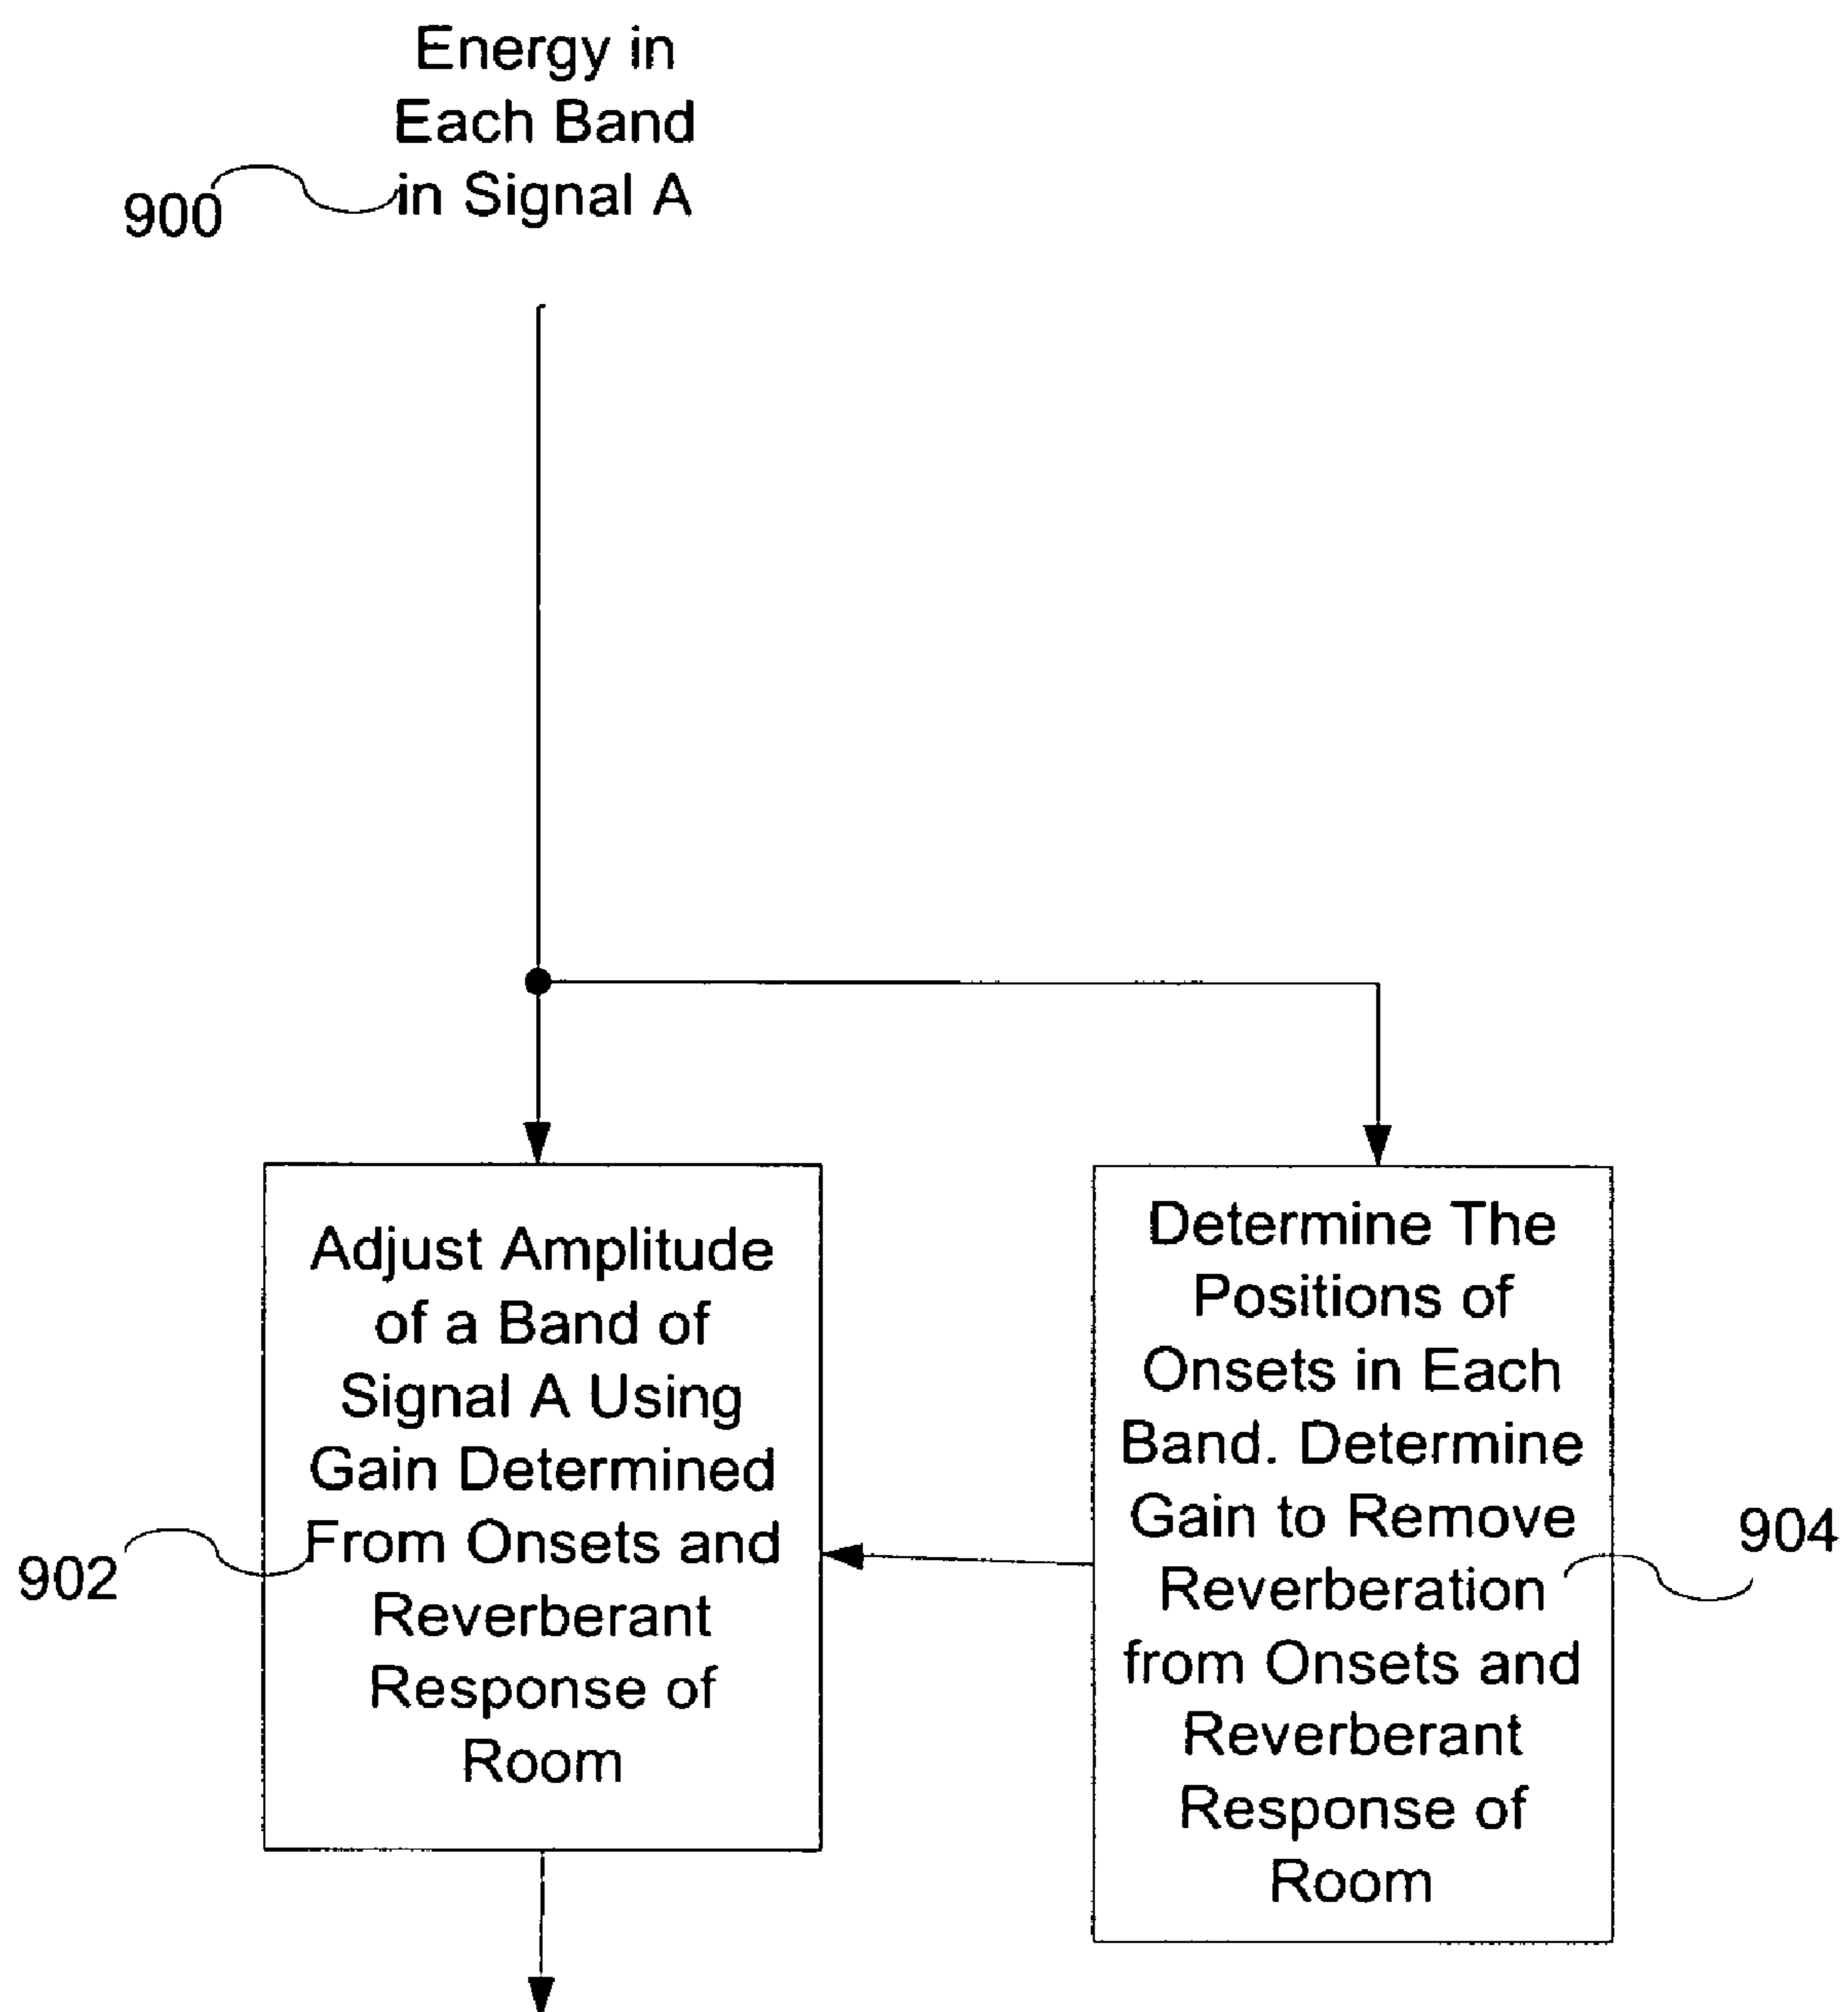 Energy in
Each Band
in Signal A
900
Adjust Amplitude
of a Band of
Signal A Using
Gain Determined
From Onsets and
Reverberant
Response of
Room
902
Determine The
Positions of
Onsets in Each
Band. Determine
Gain to Remove
Reverberation
from Onsets and
Reverberant
Response of
Room
904